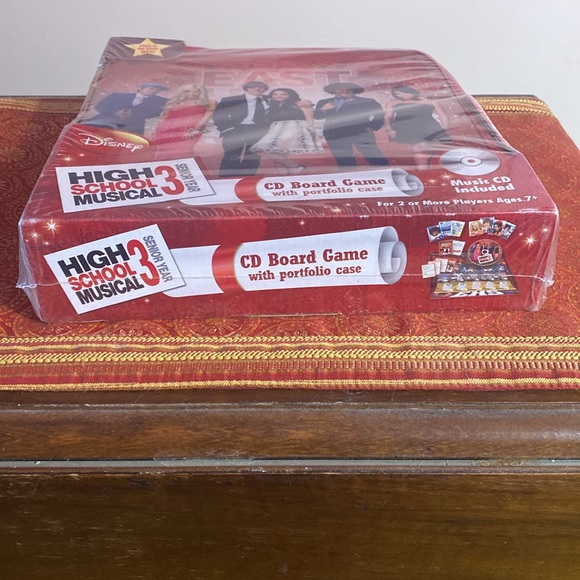 EAST
Disney
HIGH
SCHOOL
MUSICAL 3
SENIOR YEAR
CD Board Game
with portfolio case
Music CD
Included
For 2 or More Players Ages 7+
HIGH
SCHOOL
MUSICAL 3
SENIOR YEAR
CD Board Game
with portfolio case